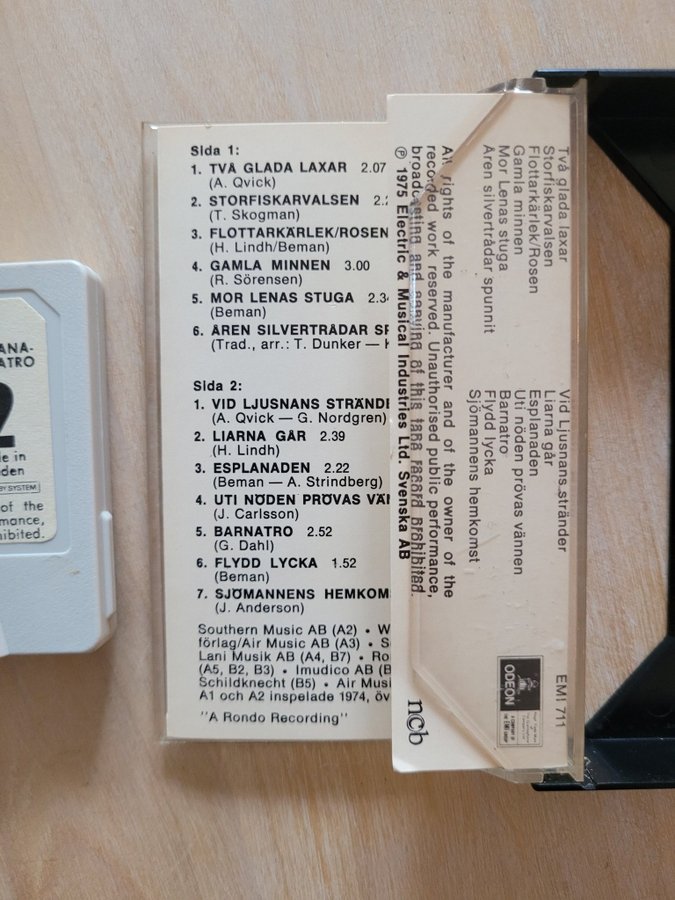 Sida 1:
1. TVÅ GLADA LAXAR 2.07
(A. Qvick)
2. STORFISKARVALSEN
(T. Skogman)
3. FLOTTARKÄRLEK/ROSEN
(H. Lindh/Beman)
4. GAMLA MINNEN 3.00
(R. Sörensen)
5. MOR LENAS STUGA
(Beman)
6. ÅREN SILVERTRÅDAR
(Trad., arr.: T. Dunker —
Sida 2:
1. VID LJUSNANS
(A. Qvick — G. Nordgren)
2. LIARNA GÅR 2.39
(H. Lindh)
3. ESPLANADEN 2.22
(Beman — A. Strindberg)
4. UTI NÖDEN PRÖVAS
(J. Carlsson)
5. BARNATRO 2.52
(G. Dahl)
6. FLYDD LYCKA 1.52
(Beman)
7. SJÖMANNENS
(J. Anderson)
Southern Music AB (A2) •
förlag/Air Music AB (A3) •
Lani Musik AB (A4, B7) •
(A5, B2, B3) • Imudico AB
Schildknecht (B5) • Air
A1 och A2 inspelade 1974,
"A Rondo Recording"
All rights of the manufacturer and of the owner of the
recorded work reserved. Unauthorised public performance,
broadcasting and copying of this tape record prohibited.
℗ 1975 Electric & Musical Industries Ltd. Svenska AB
ncb
Två glada laxar
Storfiskarvalsen
Flottarkärlek/Rosen
Gamla minnen
Mor Lenas stuga
Åren silvertrådar spunnit
Vid Ljusnans stränder
Liarna går
Esplanaden
Uti nöden prövas vännen
Barnatro
Flydd lycka
Sjömannens hemkomst
EMI 711
ODEON
ANA-
ATRO
2
de in
den
BY SYSTEM
of the
mance,
hibited.